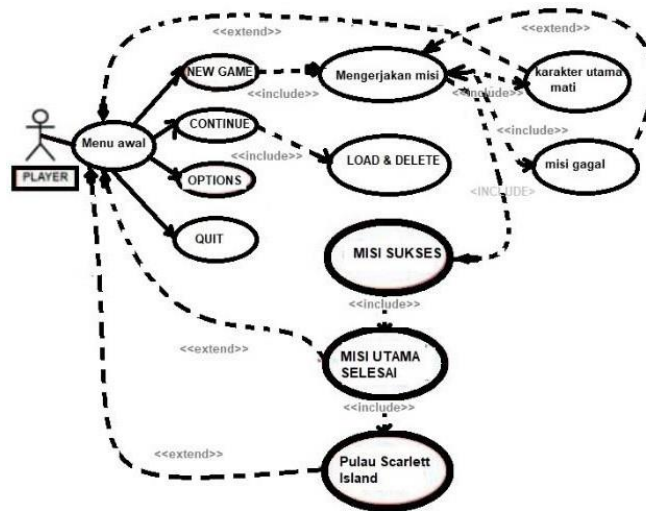 <<extend>>
<<extend>>
NEW GAME
<<include>>
Mengerjakan misi
<<include>>
karakter utama
mati
PLAYER
Menu awal
CONTINUE
<<include>>
LOAD & DELETE
<<include>>
misi gagal
OPTIONS
<INCLUDE>
QUIT
MISI SUKSES
<<include>>
<<extend>>
MISI UTAMA
SELESAI
<<include>>
<<extend>>
Pulau Scarlett
Island